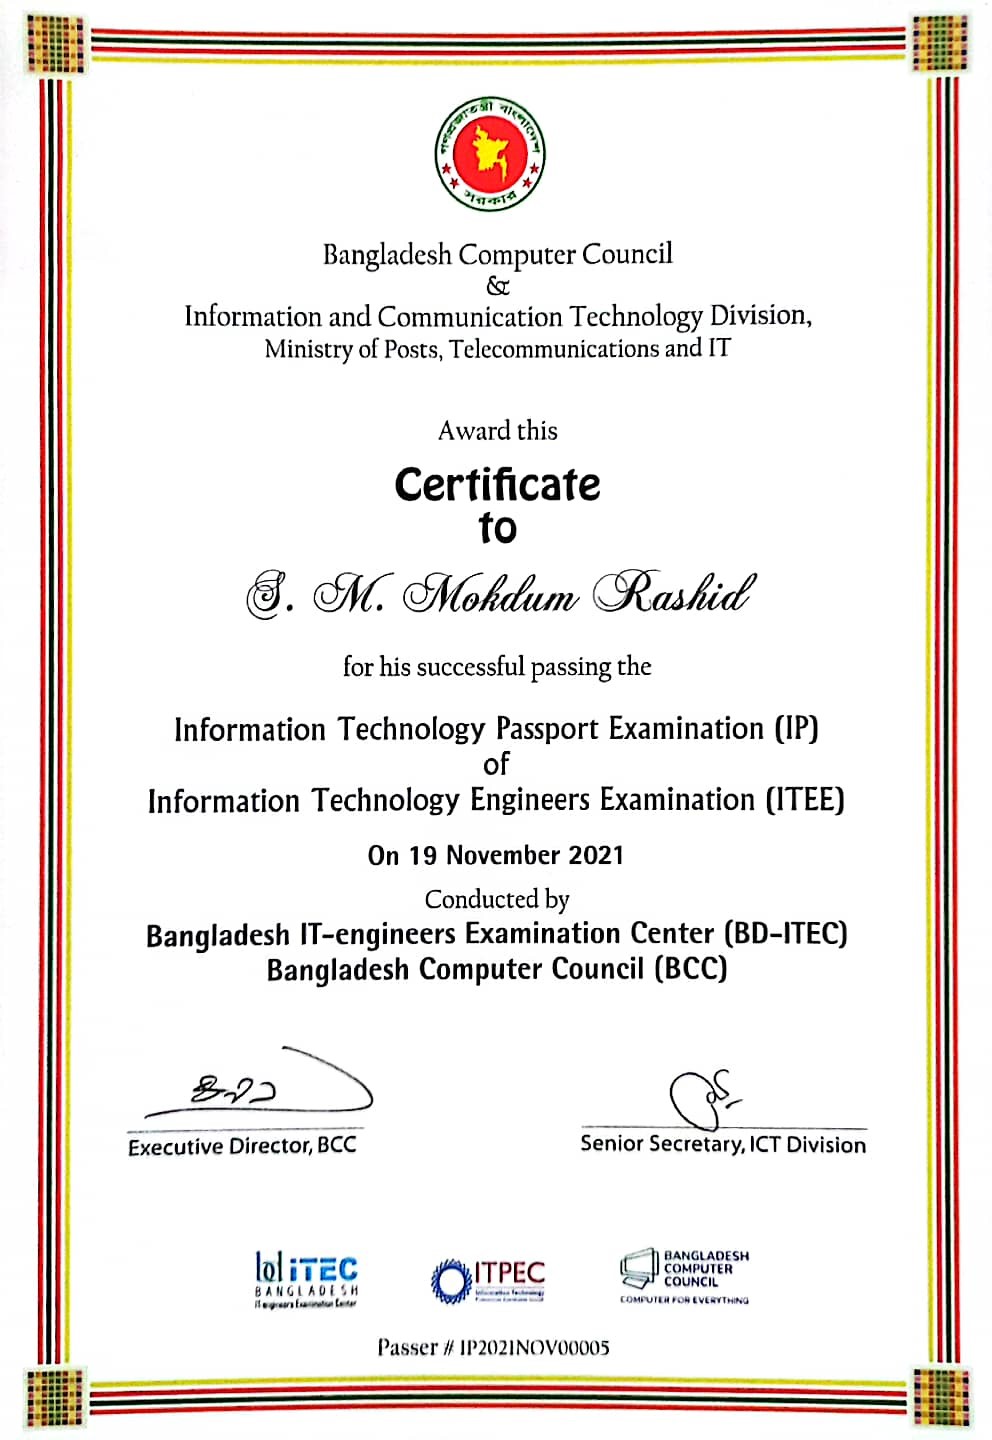 গণপ্রজাতন্ত্রী বাংলাদেশ
সরকার
Bangladesh Computer Council
&
Information and Communication Technology Division,
Ministry of Posts, Telecommunications and IT
Award this
Certificate
to
S. M. Mokdum Rashid
for his successful passing the
Information Technology Passport Examination (IP)
of
Information Technology Engineers Examination (ITEE)
On 19 November 2021
Conducted by
Bangladesh IT-engineers Examination Center (BD-ITEC)
Bangladesh Computer Council (BCC)
Executive Director, BCC
Senior Secretary, ICT Division
bd iTEC
BANGLADESH
IT engineers Examination Center
ITPEC
Information Technology
BANGLADESH
COMPUTER
COUNCIL
COMPUTER FOR EVERYTHING
Passer # IP2021NOV00005